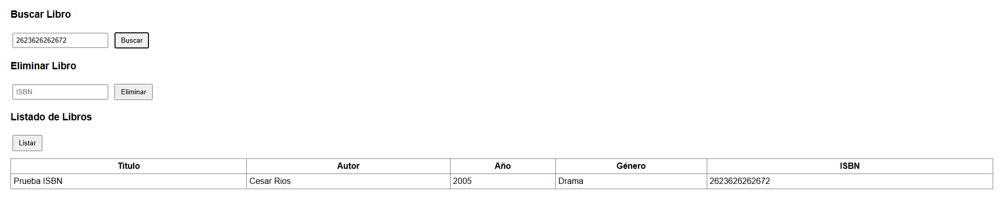 Buscar Libro
2623626262672 Buscar
Eliminar Libro
ISBN Eliminar
Listado de Libros
Listar
Título Autor Año Género ISBN
Prueba ISBN Cesar Rios 2005 Drama 2623626262672